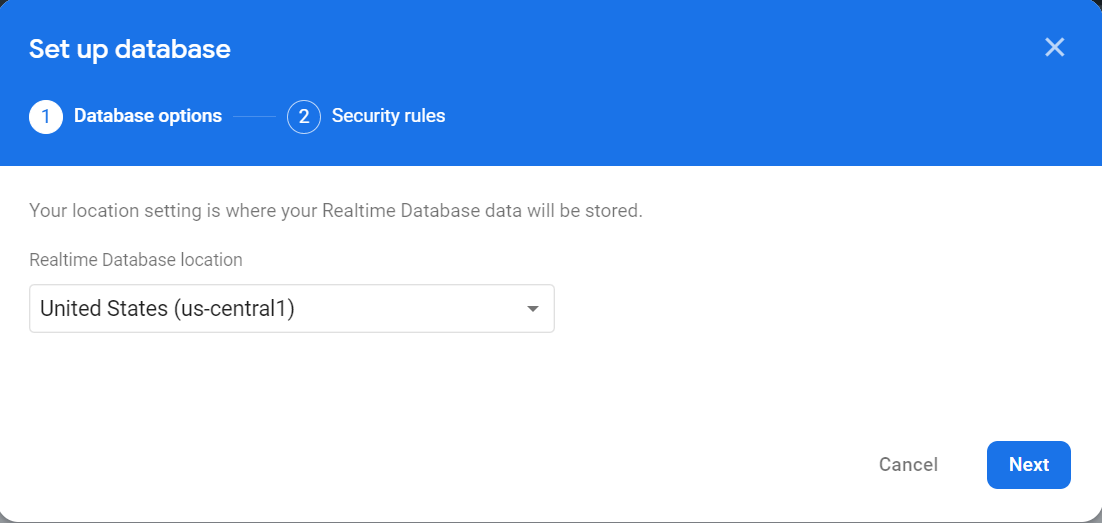 Set up database
1 Database options 2 Security rules
Your location setting is where your Realtime Database data will be stored.
Realtime Database location
United States (us-central1)
Cancel Next